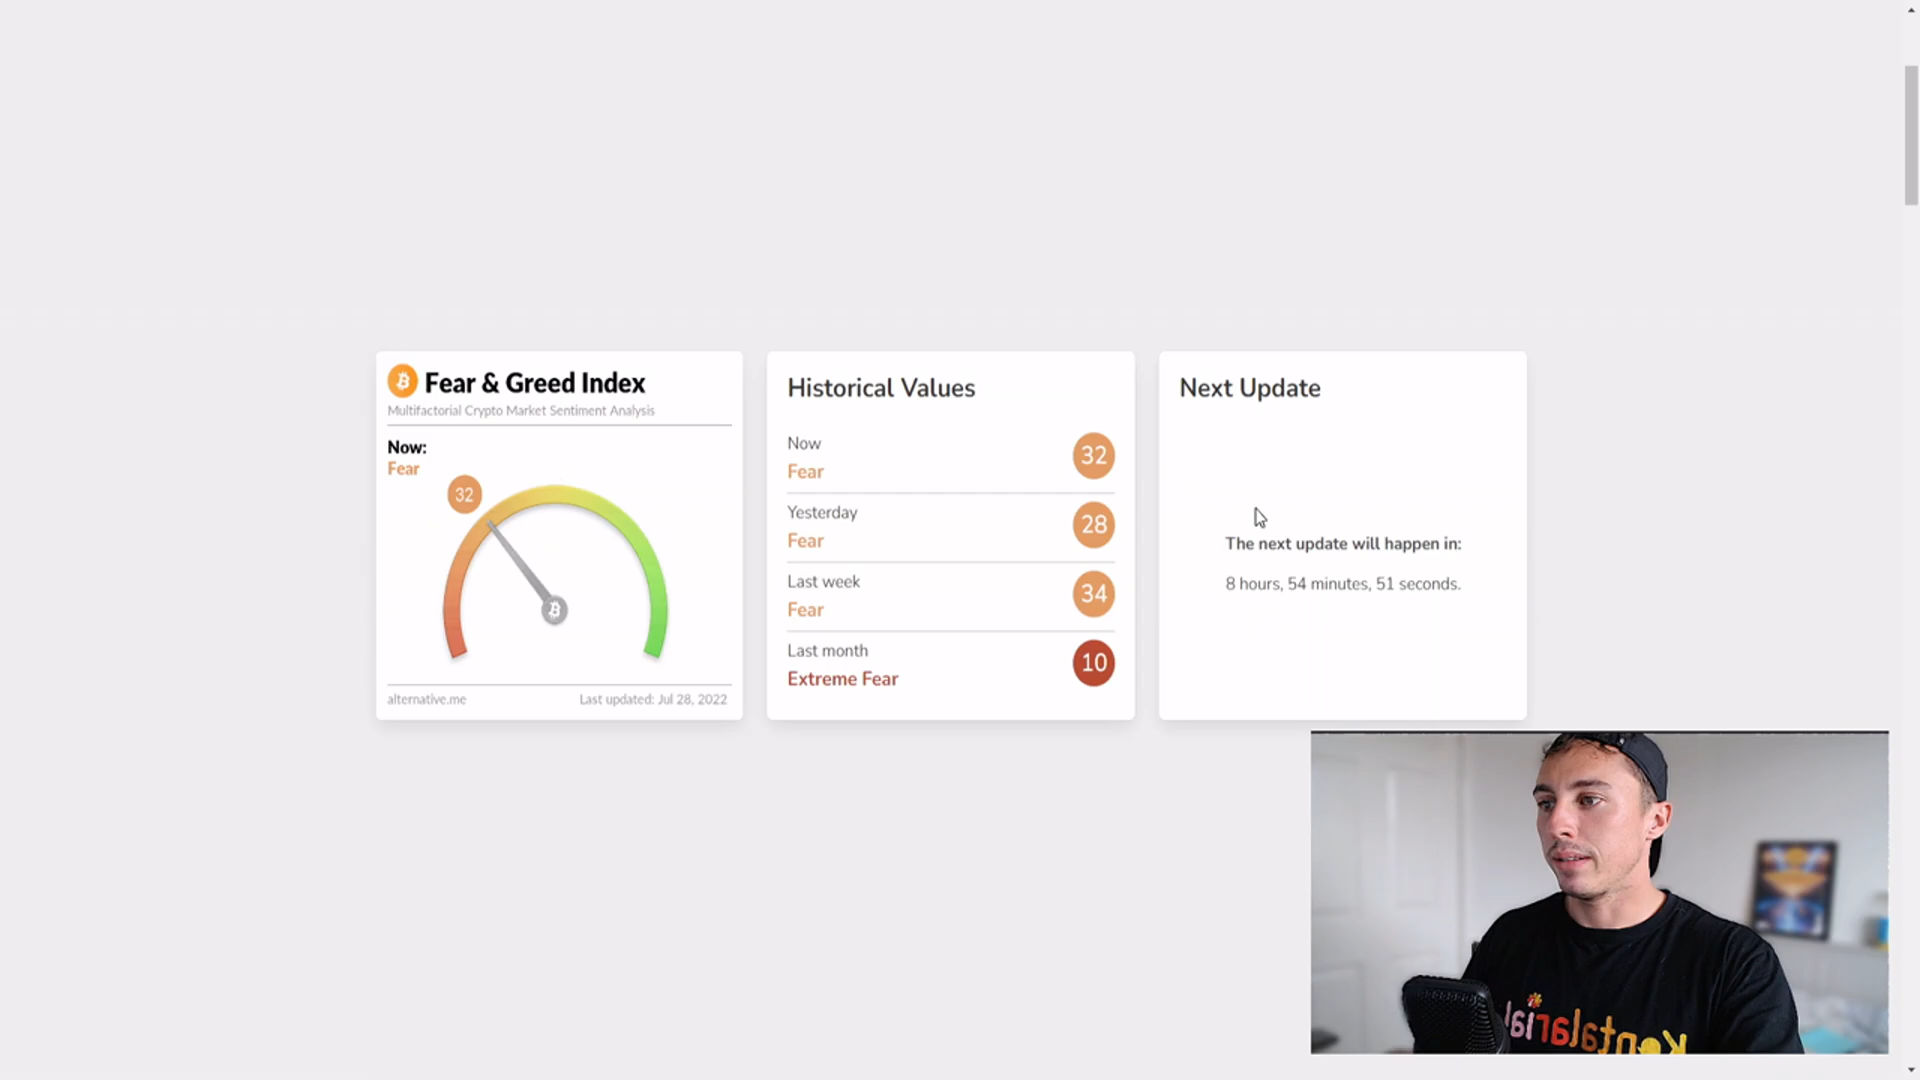 Fear & Greed Index
Multifactorial Crypto Market Sentiment Analysis
Now:
Fear
32
alternative.me
Last updated: Jul 28, 2022
Historical Values
Now
Fear
32
Yesterday
Fear
28
Last week
Fear
34
Last month
Extreme Fear
10
Next Update
The next update will happen in:
8 hours, 54 minutes, 51 seconds.